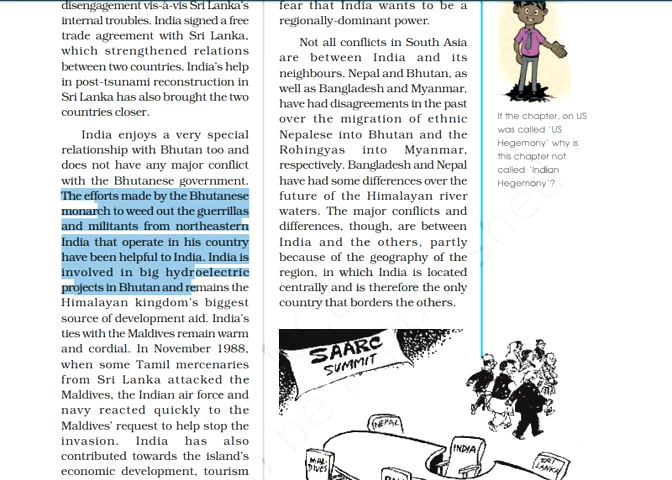 disengagement vis-à-vis Sri Lanka's
internal troubles. India signed a free
trade agreement with Sri Lanka,
which strengthened relations
between two countries. India's help
in post-tsunami reconstruction in
Sri Lanka has also brought the two
countries closer.
India enjoys a very special
relationship with Bhutan too and
does not have any major conflict
with the Bhutanese government.
The efforts made by the Bhutanese
monarch to weed out the guerrillas
and militants from northeastern
India that operate in his country
have been helpful to India. India is
involved in big hydroelectric
projects in Bhutan and remains the
Himalayan kingdom's biggest
source of development aid. India's
ties with the Maldives remain warm
and cordial. In November 1988,
when some Tamil mercenaries
from Sri Lanka attacked the
Maldives, the Indian air force and
navy reacted quickly to the
Maldives' request to help stop the
invasion. India has also
contributed towards the island's
economic development, tourism
fear that India wants to be a
regionally-dominant power.
Not all conflicts in South Asia
are between India and its
neighbours. Nepal and Bhutan, as
well as Bangladesh and Myanmar,
have had disagreements in the past
over the migration of ethnic
Nepalese into Bhutan and the
Rohingyas into Myanmar,
respectively. Bangladesh and Nepal
have had some differences over the
future of the Himalayan river
waters. The major conflicts and
differences, though, are between
India and the others, partly
because of the geography of the
region, in which India is located
centrally and is therefore the only
country that borders the others.
If the chapter, on US
was called 'US
Hegemony' why is
this chapter not
called 'Indian
Hegemony'?
SAARC
SUMMIT
NEPAL
INDIA
MAL-
DIVES
SRI
LANKA